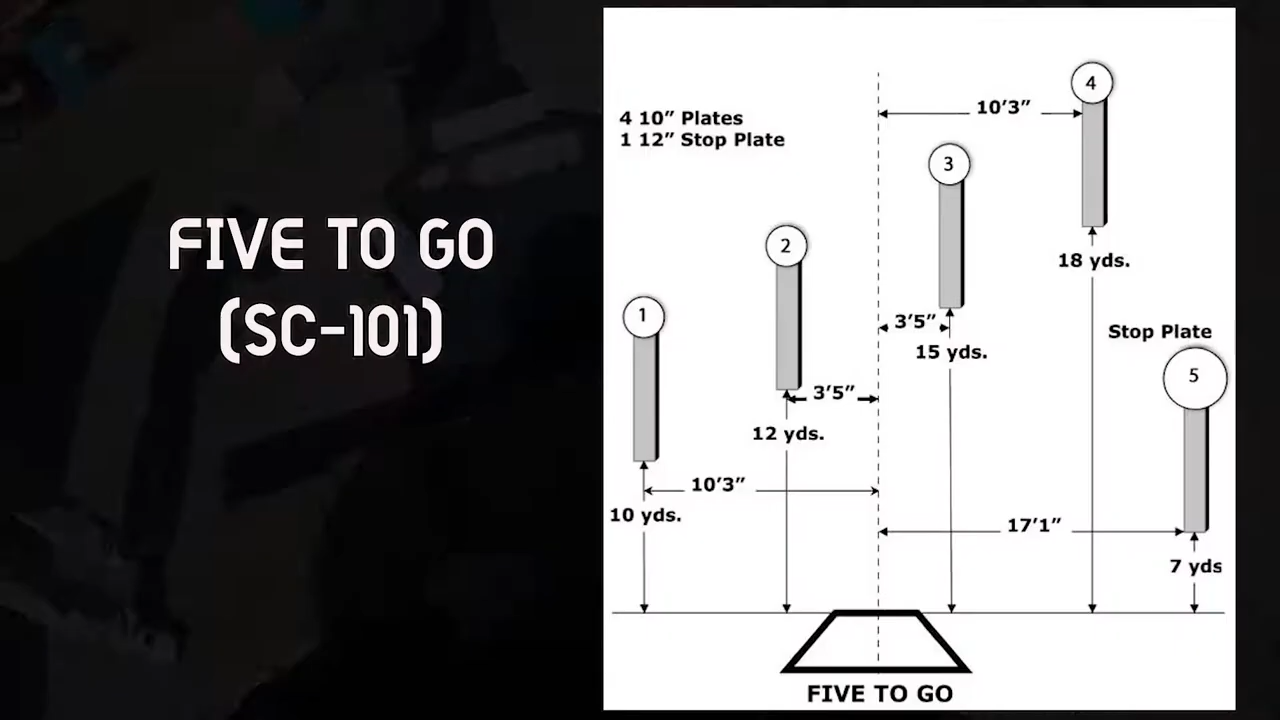 FIVE TO GO
(SC-101)
4 10” Plates
1 12” Stop Plate
10’3”
4
3
2
18 yds.
1
3’5”
Stop Plate
15 yds.
5
3’5”
12 yds.
10’3”
10 yds.
17’1”
7 yds
FIVE TO GO